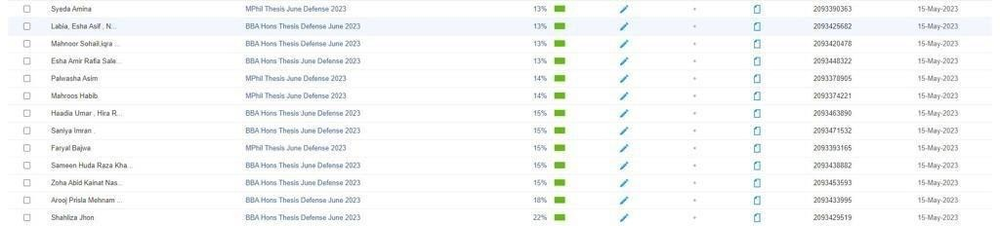 Syeda Amina MPhil Thesis June Defense 2023 13% 2093390363 15-May-2023
Labia, Esha Asif , N... BBA Hons Thesis Defense June 2023 13% 2093425682 15-May-2023
Mahnoor Sohail,iqra ... BBA Hons Thesis June Defense 2023 13% 2093420478 15-May-2023
Esha Amir Rafia Sale... BBA Hons Thesis June Defense 2023 13% 2093448322 15-May-2023
Palwasha Asim MPhil Thesis June Defense 2023 14% 2093378905 15-May-2023
Mahroos Habib MPhil Thesis June Defense 2023 14% 2093374221 15-May-2023
Haadia Umar , Hira R... BBA Hons Thesis June Defense 2023 15% 2093463890 15-May-2023
Saniya Imran . BBA Hons Thesis June Defense 2023 15% 2093471532 15-May-2023
Faryal Bajwa MPhil Thesis June Defense 2023 15% 2093393165 15-May-2023
Sameen Huda Raza Kha... BBA Hons Thesis June Defense 2023 15% 2093438882 15-May-2023
Zoha Abid Kainat Nas... BBA Hons Thesis June Defense 2023 15% 2093453593 15-May-2023
Arooj Prisla Mehnam ... BBA Hons Thesis June Defense 2023 18% 2093433995 15-May-2023
Shahliza Jhon BBA Hons Thesis June Defense 2023 22% 2093429519 15-May-2023